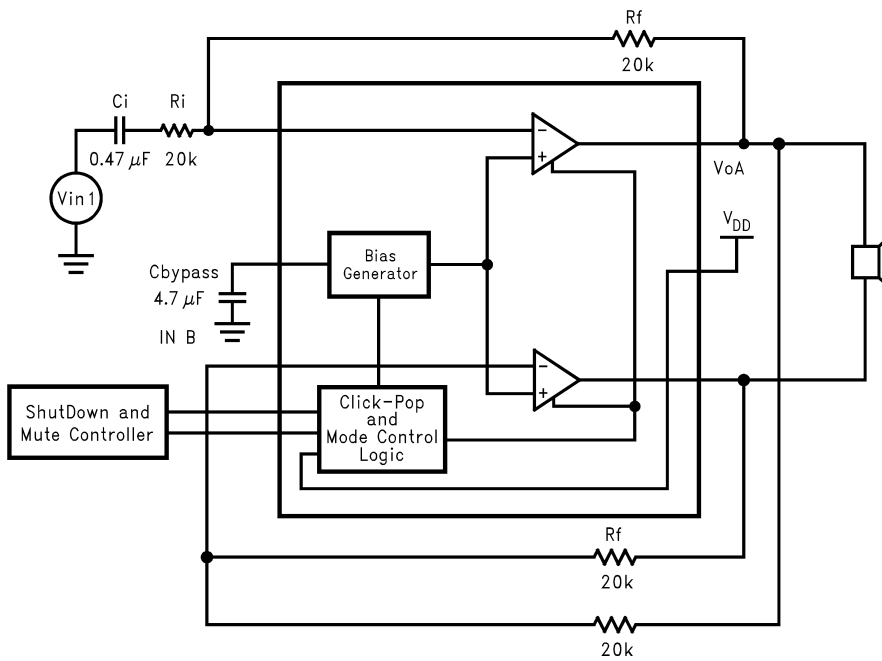 Rf
20k
Ci
Ri
0.47 μF
20k
Vin1
-
+
VoA
VDD
Bias
Generator
Cbypass
4.7 μF
IN B
-
+
ShutDown and
Mute Controller
Click-Pop
and
Mode Control
Logic
Rf
20k
20k